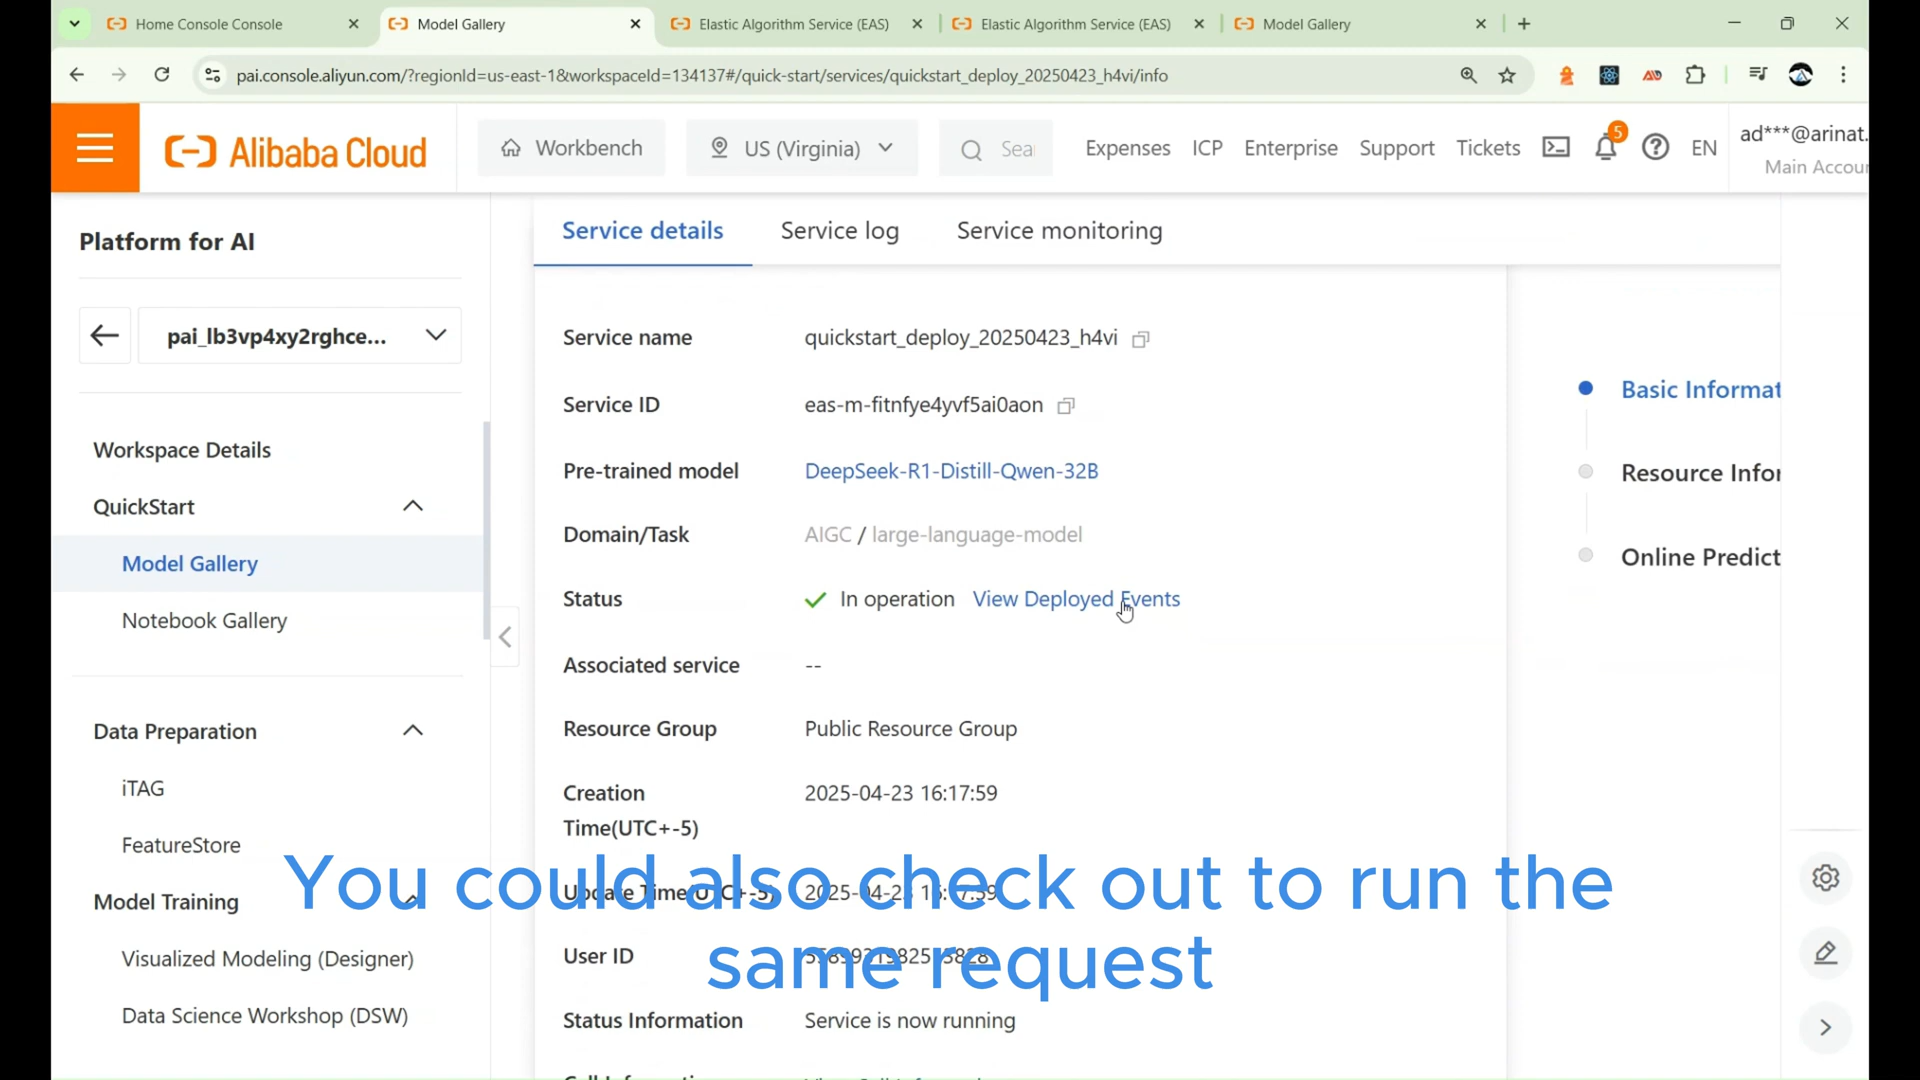 Home Console Console
Model Gallery
Elastic Algorithm Service (EAS)
Elastic Algorithm Service (EAS)
Model Gallery
pai.console.aliyun.com/?regionId=us-east-1&workspaceId=134137#/quick-start/services/quickstart_deploy_20250423_h4vi/info
Alibaba Cloud
Workbench
US (Virginia)
Sea
Expenses
ICP
Enterprise
Support
Tickets
5
EN
ad***@arinat.
Main Accou
Platform for AI
pai_lb3vp4xy2rghce...
Workspace Details
QuickStart
Model Gallery
Notebook Gallery
Data Preparation
iTAG
FeatureStore
Model Training
Visualized Modeling (Designer)
Data Science Workshop (DSW)
Service details
Service log
Service monitoring
Service name quickstart_deploy_20250423_h4vi
Service ID eas-m-fitnfye4yvf5ai0aon
Pre-trained model DeepSeek-R1-Distill-Qwen-32B
Domain/Task AIGC / large-language-model
Status In operation View Deployed Events
Associated service --
Resource Group Public Resource Group
Creation 2025-04-23 16:17:59
Time(UTC+-5)
Update Time(UTC+-5)
User ID
Status Information Service is now running
Basic Informat
Resource Infor
Online Predict
You could also check out to run the
same request